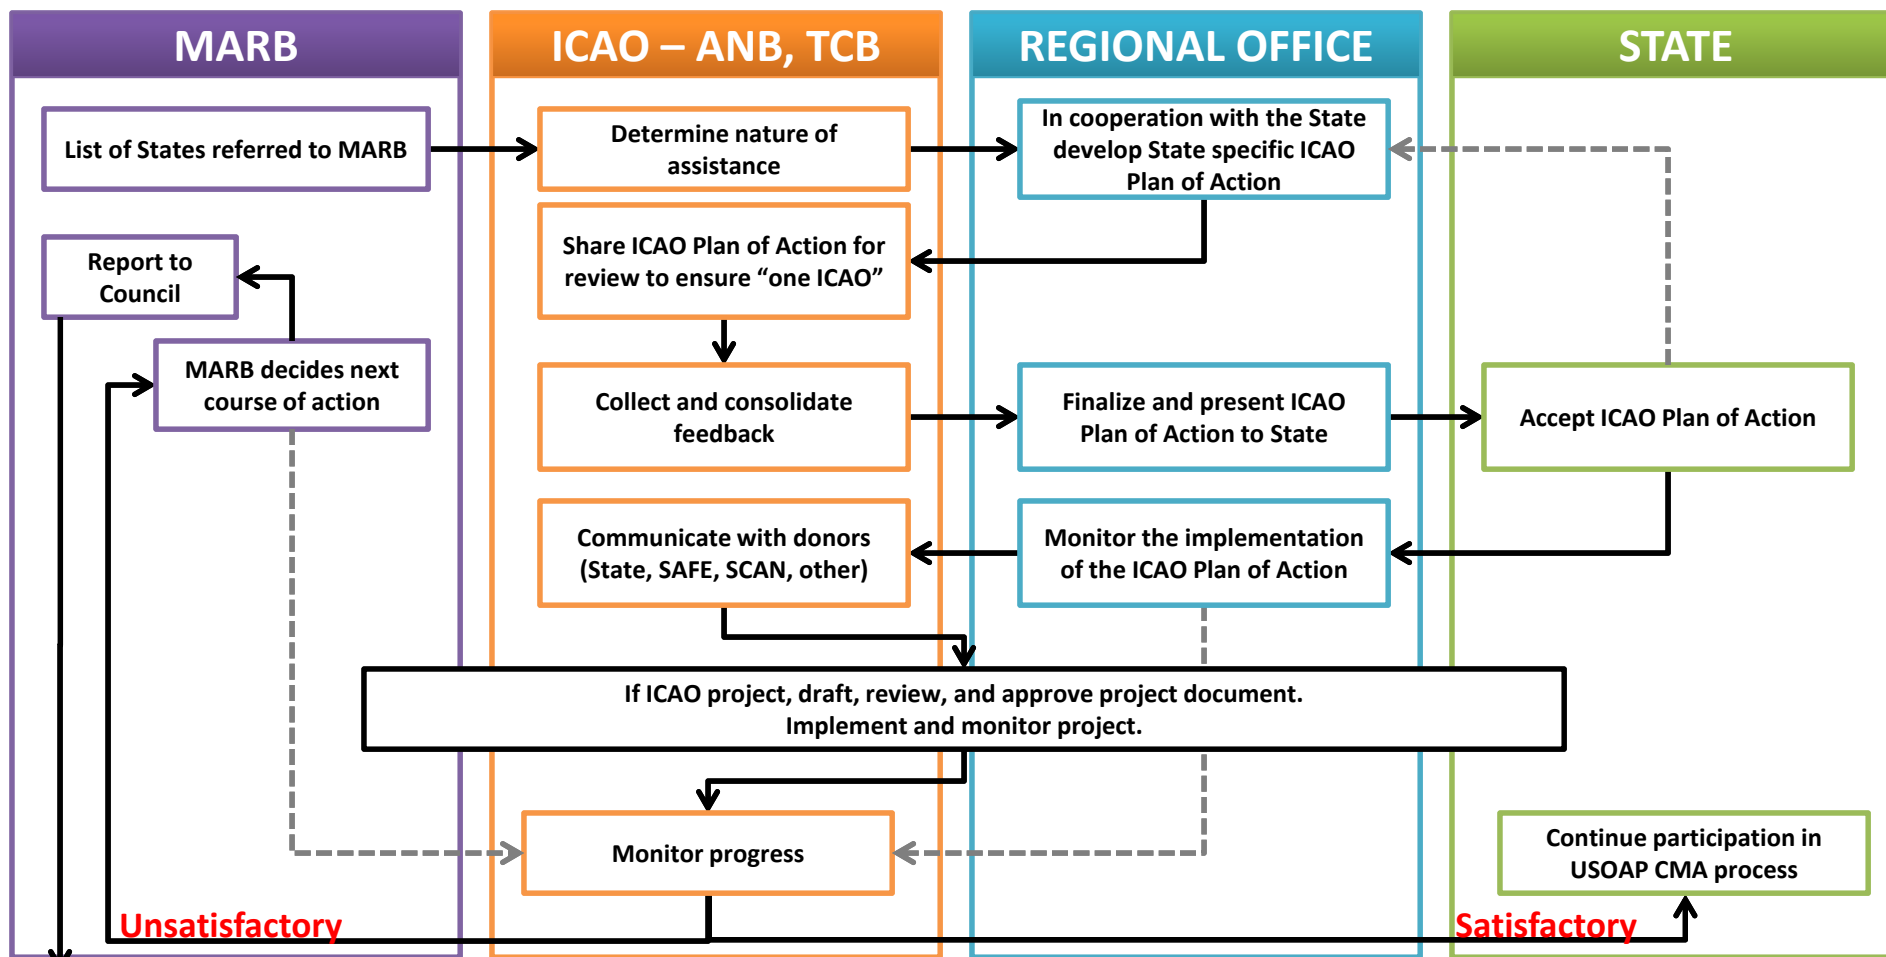 MARB
ICAO – ANB, TCB
REGIONAL OFFICE
STATE
List of States referred to MARB
Determine nature of
assistance
In cooperation with the State
develop State specific ICAO
Plan of Action
Share ICAO Plan of Action for
review to ensure “one ICAO”
Report to
Council
MARB decides next
course of action
Collect and consolidate
feedback
Finalize and present ICAO
Plan of Action to State
Accept ICAO Plan of Action
Communicate with donors
(State, SAFE, SCAN, other)
Monitor the implementation
of the ICAO Plan of Action
If ICAO project, draft, review, and approve project document.
Implement and monitor project.
Monitor progress
Continue participation in
USOAP CMA process
Unsatisfactory
Satisfactory